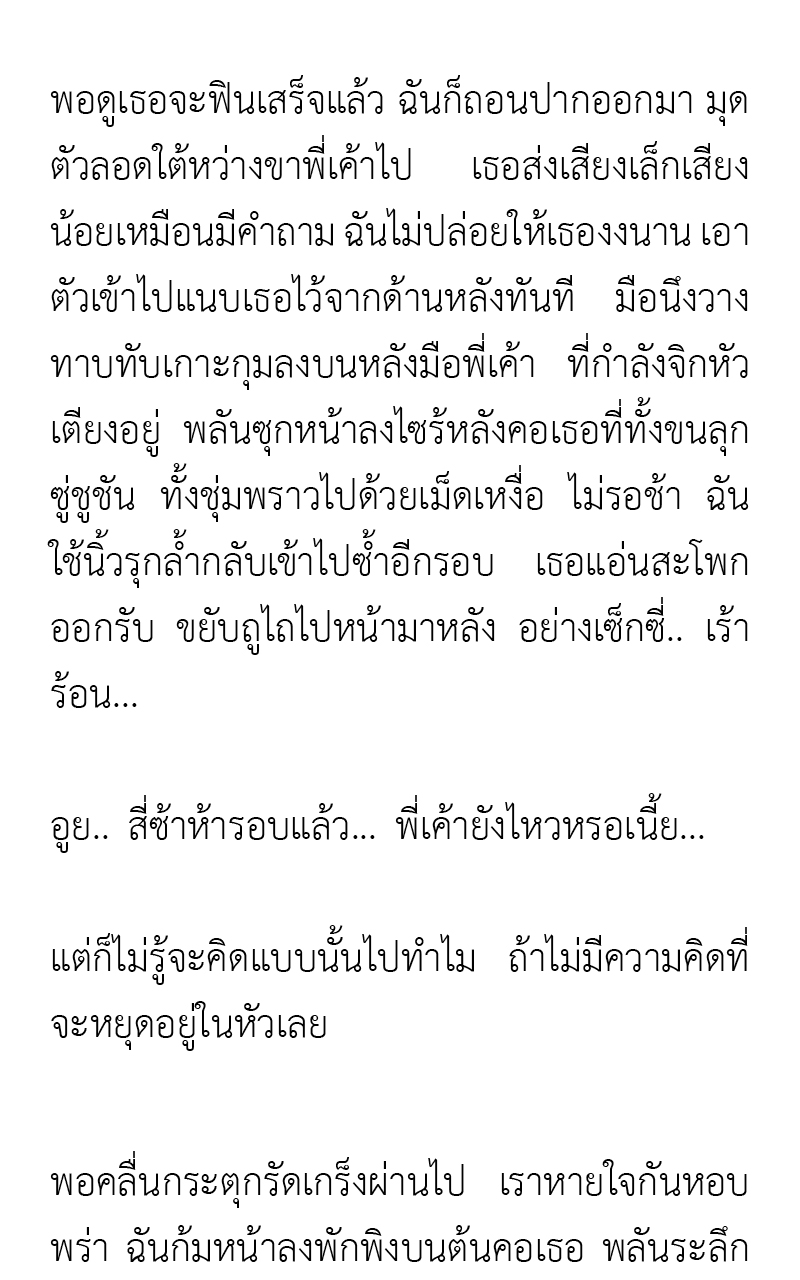 พอดูเธอจะฟินเสร็จแล้ว ฉันก็ถอนปากออกมา มุด
ตัวลอดใต้หว่างขาพี่เค้าไป เธอส่งเสียงเล็กเสียง
น้อยเหมือนมีคำถาม ฉันไม่ปล่อยให้เธองงนาน เอา
ตัวเข้าไปแนบเธอไว้จากด้านหลังทันที มือนึงวาง
ทาบทับเกาะกุมลงบนหลังมือพี่เค้า ที่กำลังจิกหัว
เตียงอยู่ พลันซุกหน้าลงไซร้หลังคอเธอที่ทั้งขนลุก
ซู่ชูชัน ทั้งชุ่มพราวไปด้วยเม็ดเหงื่อ ไม่รอช้า ฉัน
ใช้นิ้วรุกล้ำกลับเข้าไปซ้ำอีกรอบ เธอแอ่นสะโพก
ออกรับ ขยับถูไถไปหน้ามาหลัง อย่างเซ็กซี่.. เร้า
ร้อน...
อูย.. สี่ซ้าห้ารอบแล้ว... พี่เค้ายังไหวหรอเนี้ย...
แต่ก็ไม่รู้จะคิดแบบนั้นไปทำไม ถ้าไม่มีความคิดที่
จะหยุดอยู่ในหัวเลย
พอคลื่นกระตุกรัดเกร็งผ่านไป เราหายใจกันหอบ
พร่า ฉันก้มหน้าลงพักพิงบนต้นคอเธอ พลันระลึก